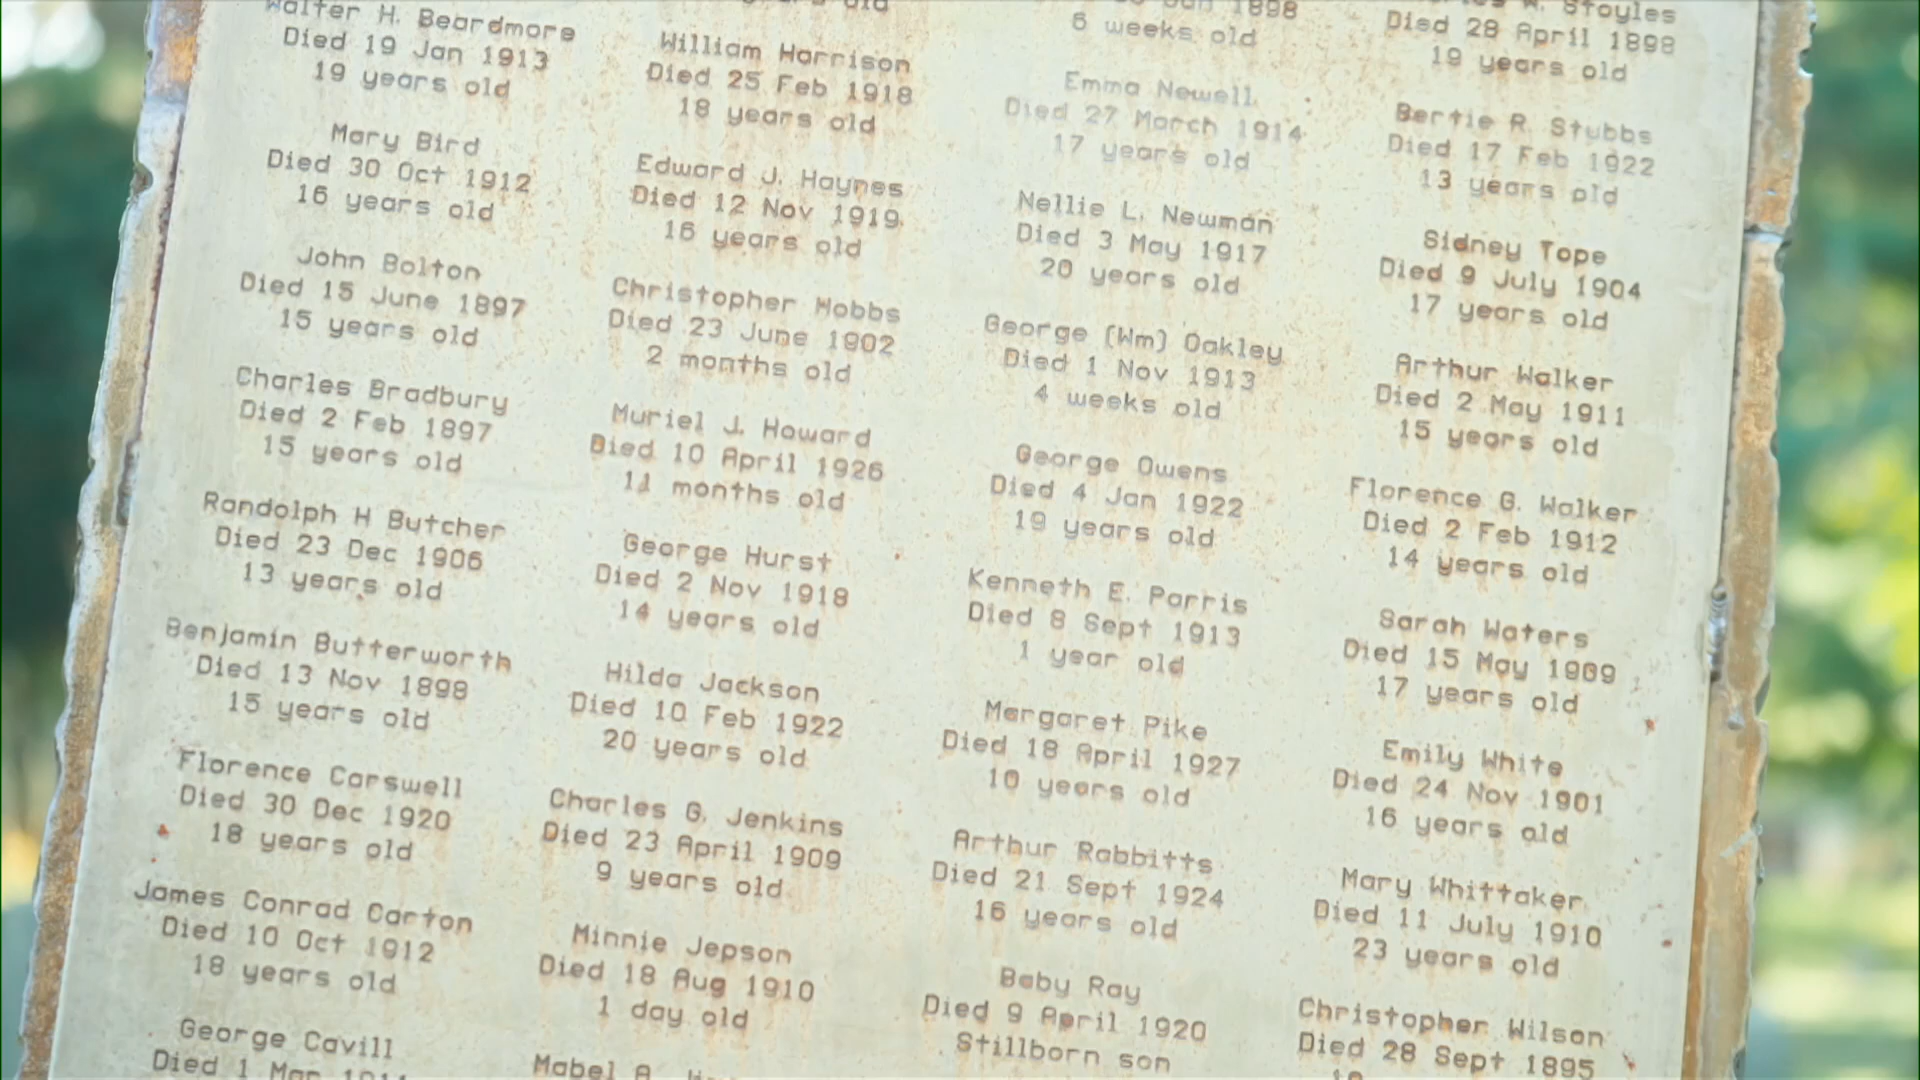 Walter H. Beardmore
Died 19 Jan 1913
19 years old
Mary Bird
Died 30 Oct 1912
16 years old
John Bolton
Died 15 June 1897
15 years old
Charles Bradbury
Died 2 Feb 1897
15 years old
Randolph H Butcher
Died 23 Dec 1906
13 years old
Benjamin Butterworth
Died 13 Nov 1898
15 years old
Florence Carswell
Died 30 Dec 1920
18 years old
James Conrad Carton
Died 10 Oct 1912
18 years old
George Cavill
Died 1 Mar
old
William Harrison
Died 25 Feb 1918
18 years old
Edward J. Haynes
Died 12 Nov 1919
16 years old
Christopher Hobbs
Died 23 June 1902
2 months old
Muriel J. Howard
Died 10 April 1926
11 months old
George Hurst
Died 2 Nov 1918
14 years old
Hilda Jackson
Died 10 Feb 1922
20 years old
Charles G. Jenkins
Died 23 April 1909
9 years old
Minnie Jepson
Died 18 Aug 1910
1 day old
Mabel A.
Jan 1898
6 weeks old
Emma Newell
Died 27 March 1914
17 years old
Nellie L. Newman
Died 3 May 1917
20 years old
George (Wm) Oakley
Died 1 Nov 1913
4 weeks old
George Owens
Died 4 Jan 1922
19 years old
Kenneth E. Parris
Died 8 Sept 1913
1 year old
Margaret Pike
Died 18 April 1927
10 years old
Arthur Rabbitts
Died 21 Sept 1924
16 years old
Baby Ray
Died 9 April 1920
Stillborn son
W. Stoyles
Died 28 April 1898
19 years old
Bertie R. Stubbs
Died 17 Feb 1922
13 years old
Sidney Tope
Died 9 July 1904
17 years old
Arthur Walker
Died 2 May 1911
15 years old
Florence G. Walker
Died 2 Feb 1912
14 years old
Sarah Waters
Died 15 May 1909
17 years old
Emily White
Died 24 Nov 1901
16 years old
Mary Whittaker
Died 11 July 1910
23 years old
Christopher Wilson
Died 28 Sept 1895